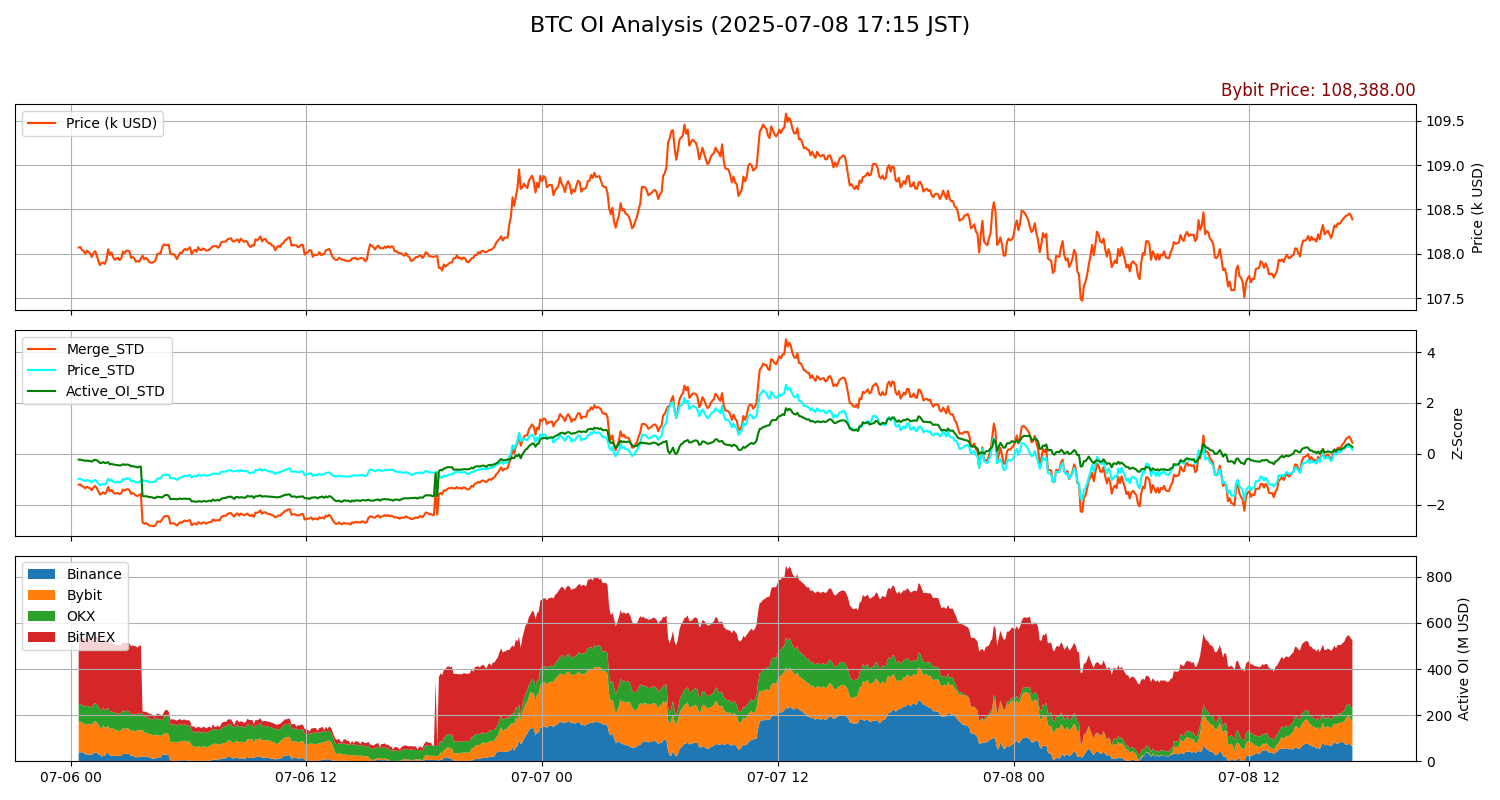 BTC OI Analysis (2025-07-08 17:15 JST)
Bybit Price: 108,388.00
Price (k USD)
109.5
109.0
108.5
108.0
107.5
Price (k USD)
Merge_STD
Price_STD
Active_OI_STD
4
2
0
−2
Z-Score
Binance
Bybit
OKX
BitMEX
800
600
400
200
0
Active OI (M USD)
07-06 00
07-06 12
07-07 00
07-07 12
07-08 00
07-08 12